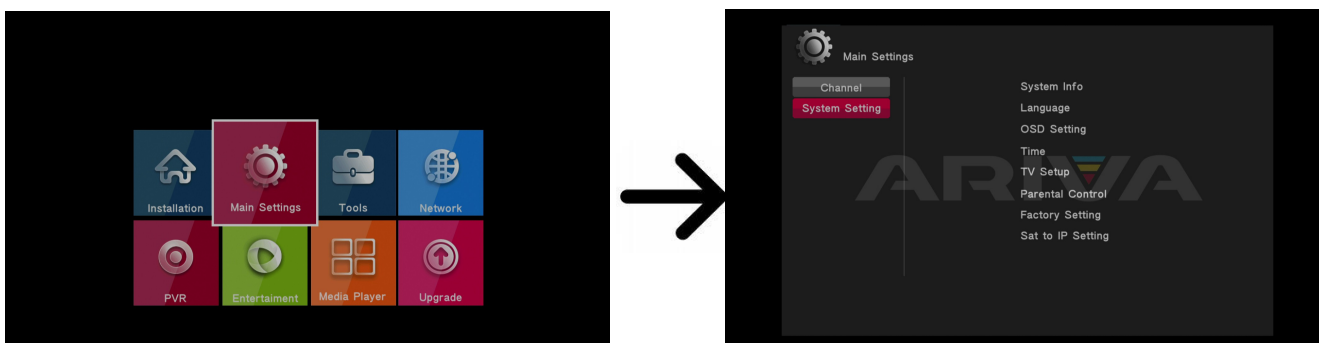 Installation
Main Settings
Tools
Network
PVR
Entertaiment
Media Player
Upgrade
Main Settings
Channel
System Setting
System Info
Language
OSD Setting
Time
TV Setup
Parental Control
Factory Setting
Sat to IP Setting
ARIVA